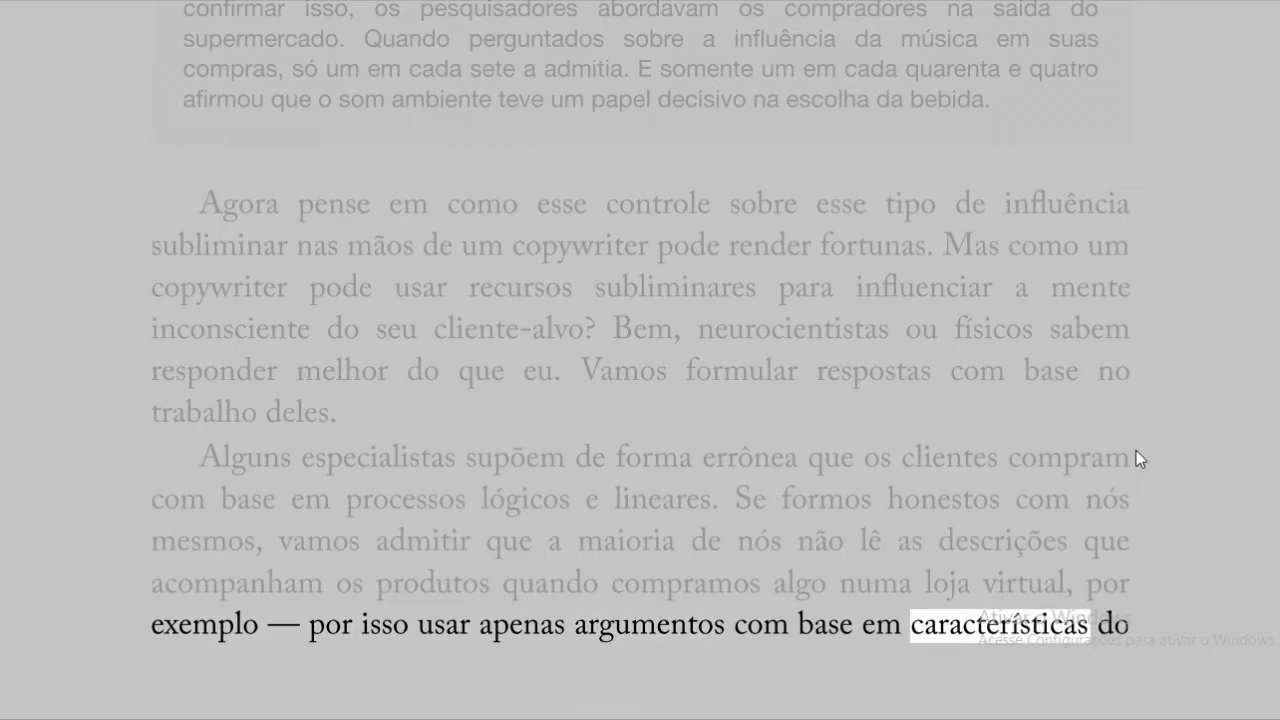 confirmar isso, os pesquisadores abordavam os compradores na saída do
supermercado. Quando perguntados sobre a influência da música em suas
compras, só um em cada sete a admitia. E somente um em cada quarenta e quatro
afirmou que o som ambiente teve um papel decisivo na escolha da bebida.
Agora pense em como esse controle sobre esse tipo de influência
subliminar nas mãos de um copywriter pode render fortunas. Mas como um
copywriter pode usar recursos subliminares para influenciar a mente
inconsciente do seu cliente-alvo? Bem, neurocientistas ou físicos sabem
responder melhor do que eu. Vamos formular respostas com base no
trabalho deles.
Alguns especialistas supõem de forma errônea que os clientes compram
com base em processos lógicos e lineares. Se formos honestos com nós
mesmos, vamos admitir que a maioria de nós não lê as descrições que
acompanham os produtos quando compramos algo numa loja virtual, por
exemplo — por isso usar apenas argumentos com base em características do
Ativar o Windows
Acesse Configurações para ativar o Windows.